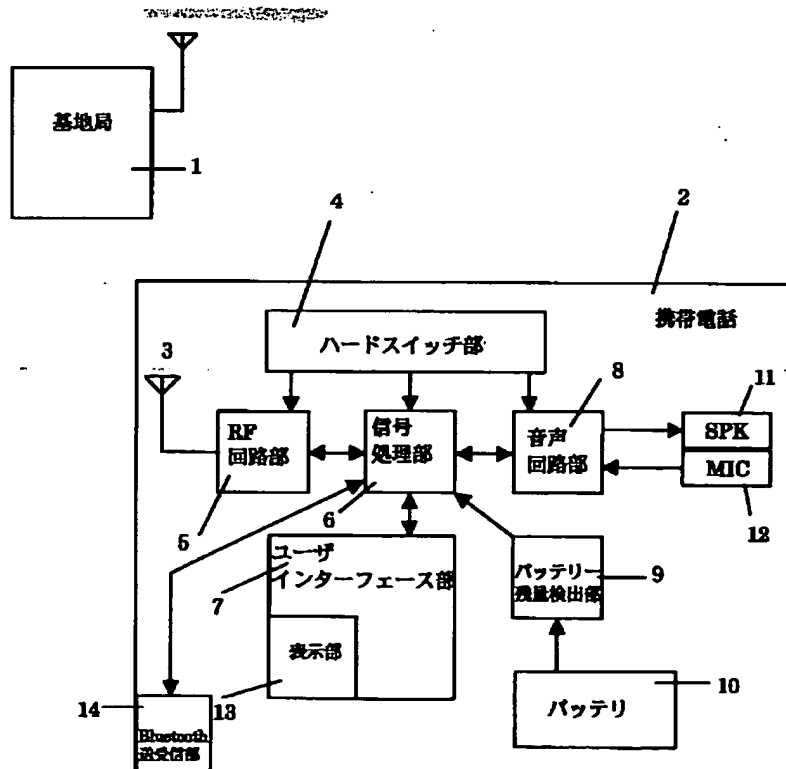 基地局
1
2
4
携帯電話
ハードスイッチ部
3
8
11
RF
回路部
信号
処理部
音声
回路部
SPK
MIC
5
6
12
ユーザ
インターフェース部
7
バッテリー
残量検出部
9
表示部
13
バッテリ
10
14
Bluetooth
送受信部